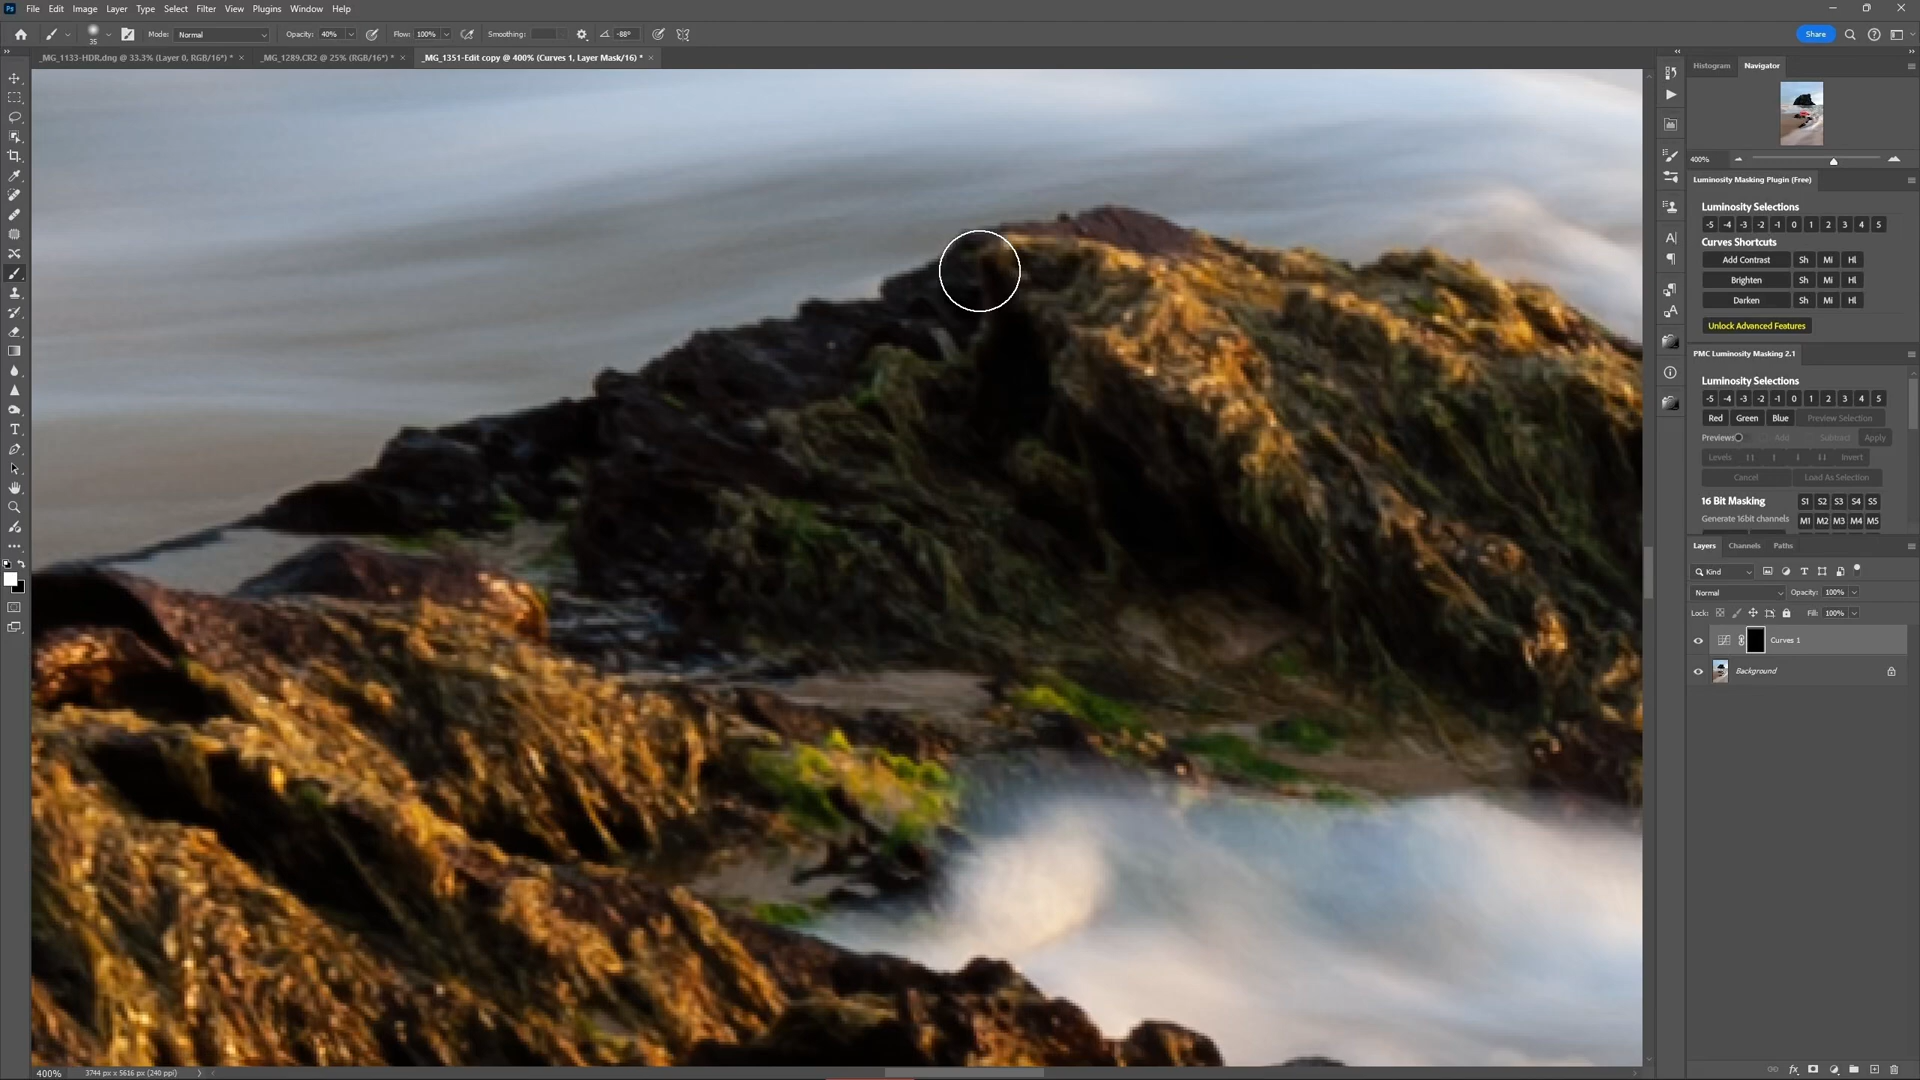 Ps File Edit Image Layer Type Select Filter View Plugins Window Help
35 Mode: Normal Opacity: 40% Flow: 100% Smoothing: -88° Share
_MG_1133-HDR.dng @ 33.3% (Layer 0, RGB/16*) * × _MG_1289.CR2 @ 25% (RGB/16*) * × _MG_1351-Edit copy @ 400% (Curves 1, Layer Mask/16) * ×
Histogram Navigator
400%
Luminosity Masking Plugin (Free)
Luminosity Selections
-5 -4 -3 -2 -1 0 1 2 3 4 5
Curves Shortcuts
Add Contrast Sh Mi Hl
Brighten Sh Mi Hl
Darken Sh Mi Hl
Unlock Advanced Features
PMC Luminosity Masking 2.1
Luminosity Selections
-5 -4 -3 -2 -1 0 1 2 3 4 5
Red Green Blue Preview Selection
Previews Add Subtract Apply
Levels Invert
Cancel Load As Selection
16 Bit Masking S1 S2 S3 S4 S5
Generate 16bit channels M1 M2 M3 M4 M5
Layers Channels Paths
Kind
Normal Opacity: 100%
Lock: Fill: 100%
Curves 1
Background
400% 3744 px x 5616 px (240 ppi)